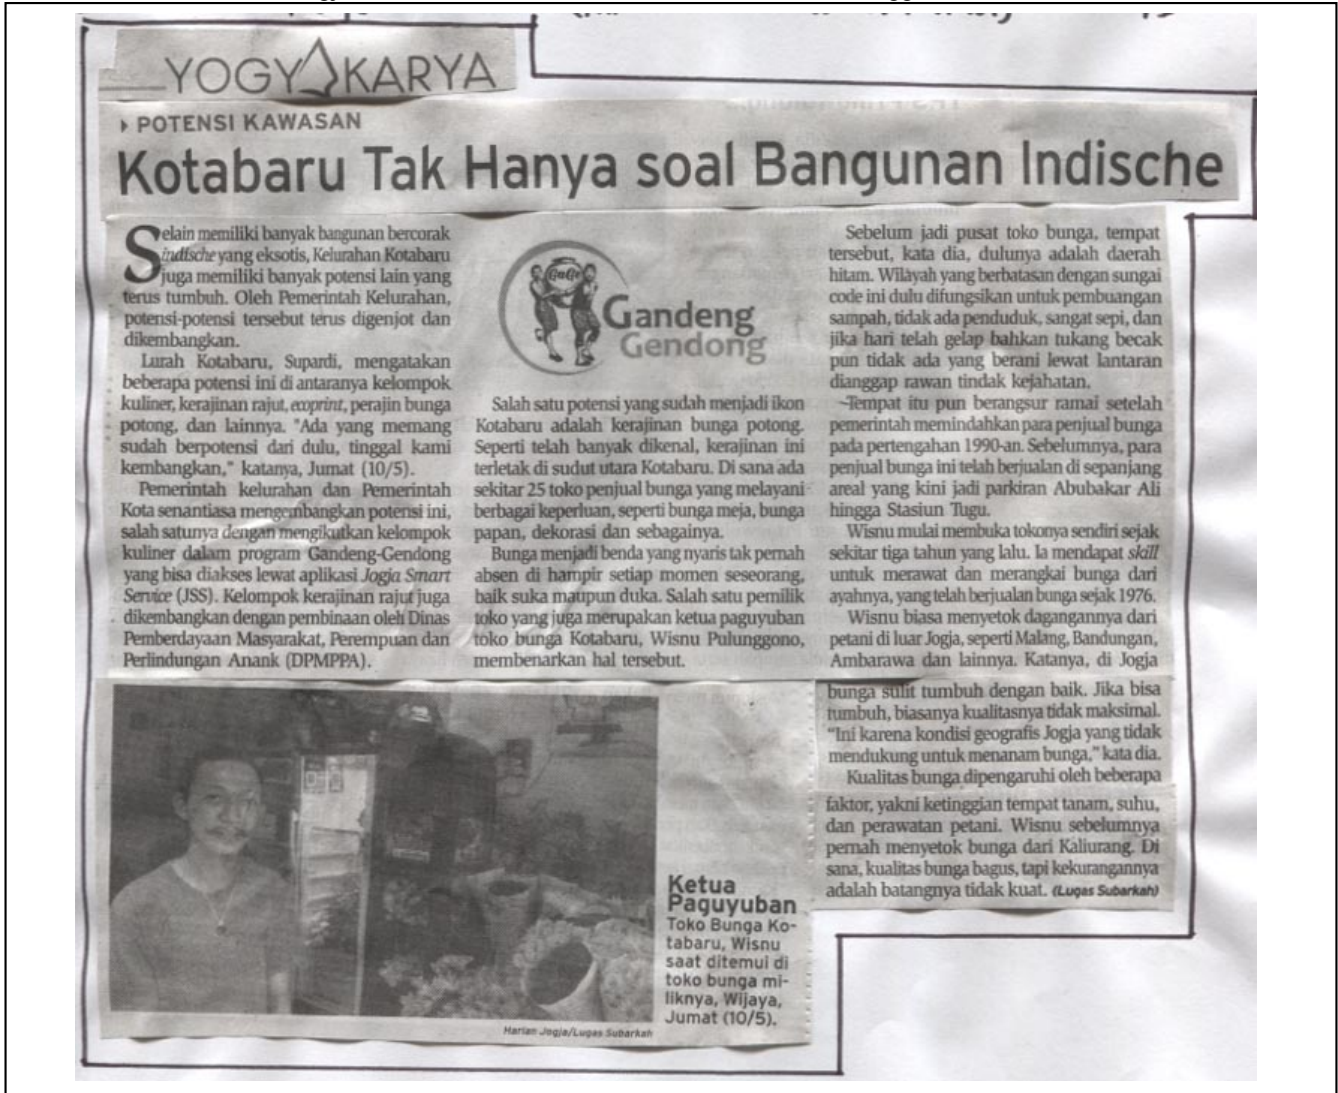 YOGYAKARYA
POTENSI KAWASAN
Kotabaru Tak Hanya soal Bangunan Indische
Selain memiliki banyak bangunan bercorak
indische yang eksotis, Kelurahan Kotabaru
juga memiliki banyak potensi lain yang
terus tumbuh. Oleh Pemerintah Kelurahan,
potensi-potensi tersebut terus digenjot dan
dikembangkan.
Lurah Kotabaru, Supardi, mengatakan
beberapa potensi ini di antaranya kelompok
kuliner, kerajinan rajut, ecoprint, perajin bunga
potong, dan lainnya. "Ada yang memang
sudah berpotensi dari dulu, tinggal kami
kembangkan," katanya, Jumat (10/5).
Pemerintah kelurahan dan Pemerintah
Kota senantiasa mengembangkan potensi ini,
salah satunya dengan mengikutkan kelompok
kuliner dalam program Gandeng-Gendong
yang bisa diakses lewat aplikasi Jogja Smart
Service (JSS). Kelompok kerajinan rajut juga
dikembangkan dengan pembinaan oleh Dinas
Pemberdayaan Masyarakat, Perempuan dan
Perlindungan Anank (DPMPPA).
GaGe
Gandeng
Gendong
Salah satu potensi yang sudah menjadi ikon
Kotabaru adalah kerajinan bunga potong.
Seperti telah banyak dikenal, kerajinan ini
terletak di sudut utara Kotabaru. Di sana ada
sekitar 25 toko penjual bunga yang melayani
berbagai keperluan, seperti bunga meja, bunga
papan, dekorasi dan sebagainya.
Bunga menjadi benda yang nyaris tak pernah
absen di hampir setiap momen seseorang,
baik suka maupun duka. Salah satu pemilik
toko yang juga merupakan ketua paguyuban
toko bunga Kotabaru, Wisnu Pulunggono,
membenarkan hal tersebut.
Sebelum jadi pusat toko bunga, tempat
tersebut, kata dia, dulunya adalah daerah
hitam. Wilayah yang berbatasan dengan sungai
code ini dulu difungsikan untuk pembuangan
sampah, tidak ada penduduk, sangat sepi, dan
jika hari telah gelap bahkan tukang becak
pun tidak ada yang berani lewat lantaran
dianggap rawan tindak kejahatan.
Tempat itu pun berangsur ramai setelah
pemerintah memindahkan para penjual bunga
pada pertengahan 1990-an. Sebelumnya, para
penjual bunga ini telah berjualan di sepanjang
areal yang kini jadi parkiran Abubakar Ali
hingga Stasiun Tugu.
Wisnu mulai membuka tokonya sendiri sejak
sekitar tiga tahun yang lalu. Ia mendapat skill
untuk merawat dan merangkai bunga dari
ayahnya, yang telah berjualan bunga sejak 1976.
Wisnu biasa menyetok dagangannya dari
petani di luar Jogja, seperti Malang, Bandungan,
Ambarawa dan lainnya. Katanya, di Jogja
bunga sulit tumbuh dengan baik. Jika bisa
tumbuh, biasanya kualitasnya tidak maksimal.
"Ini karena kondisi geografis Jogja yang tidak
mendukung untuk menanam bunga," kata dia.
Kualitas bunga dipengaruhi oleh beberapa
faktor, yakni ketinggian tempat tanam, suhu,
dan perawatan petani. Wisnu sebelumnya
pernah menyetok bunga dari Kaliurang. Di
sana, kualitas bunga bagus, tapi kekurangannya
adalah batangnya tidak kuat. (Lugas Subarkah)
Ketua
Paguyuban
Toko Bunga Ko-
tabaru, Wisnu
saat ditemui di
toko bunga mi-
liknya, Wijaya,
Jumat (10/5).
Harian Jogja/Lugas Subarkah